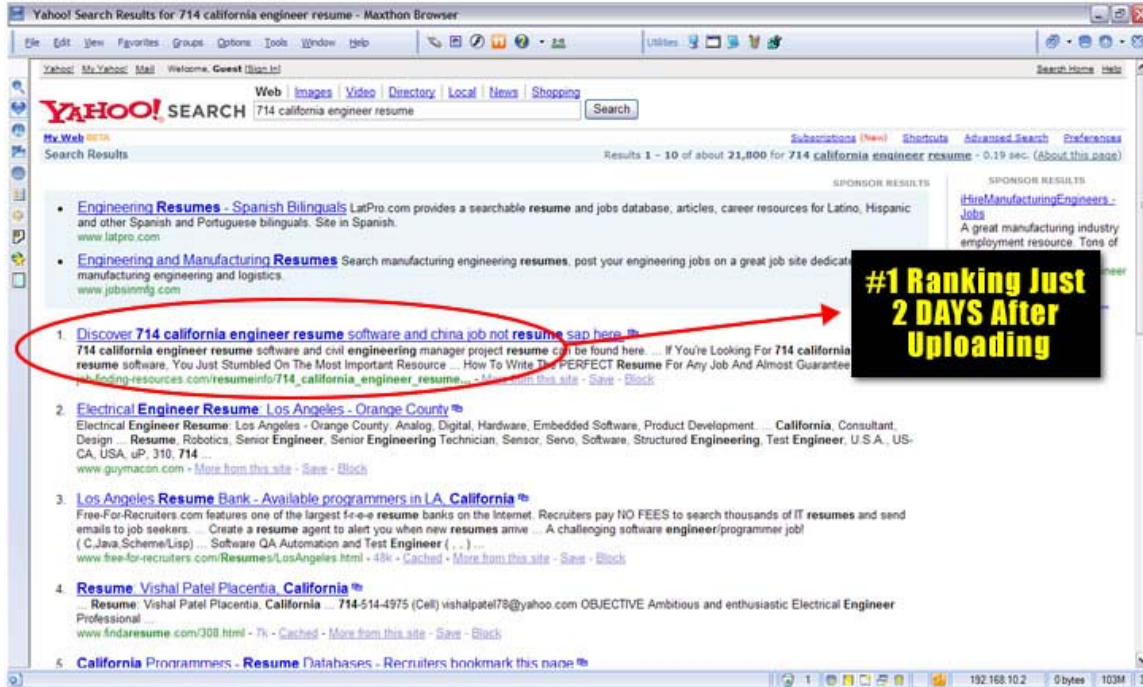 Yahoo! Search Results for 714 california engineer resume - Maxthon Browser
File Edit View Favorites Groups Options Tools Window Help
Utilities
Yahoo! My Yahoo! Mail Welcome, Guest [Sign In]
Search Home Help
Web | Images | Video | Directory | Local | News | Shopping
YAHOO! SEARCH 714 california engineer resume Search
My Web BETA
Subscriptions (New) Shortcuts Advanced Search Preferences
Search Results
Results 1 - 10 of about 21,800 for 714 california engineer resume - 0.19 sec. (About this page)
SPONSOR RESULTS
• Engineering Resumes - Spanish Bilinguals LatPro.com provides a searchable resume and jobs database, articles, career resources for Latino, Hispanic
and other Spanish and Portuguese bilinguals. Site in Spanish.
www.latpro.com
• Engineering and Manufacturing Resumes Search manufacturing engineering resumes, post your engineering jobs on a great job site
manufacturing engineering and logistics.
www.jobsinmfg.com
SPONSOR RESULTS
iHireManufacturingEngineers -
Jobs
A great manufacturing industry
employment resource. Tons of
#1 Ranking Just
2 DAYS After
Uploading
1. Discover 714 california engineer resume software and china job not resume sap here
714 california engineer resume software and civil engineering manager project resume can be found here. ... If You're Looking For 714 california
resume software, You Just Stumbled On The Most Important Resource ... How To Write The PERFECT Resume For Any Job And Almost Guarantee
job-finding-resources.com/resumeinfo/714_california_engineer_resume... - More from this site - Save - Block
2. Electrical Engineer Resume: Los Angeles - Orange County
Electrical Engineer Resume: Los Angeles - Orange County. Analog, Digital, Hardware, Embedded Software, Product Development. ... California, Consultant,
Design ... Resume, Robotics, Senior Engineer, Senior Engineering Technician, Sensor, Servo, Software, Structured Engineering, Test Engineer, U.S.A., US-
CA, USA, uP, 310, 714 ...
www.guymacon.com - More from this site - Save - Block
3. Los Angeles Resume Bank - Available programmers in LA, California
Free-For-Recruiters.com features one of the largest f-r-e-e resume banks on the Internet. Recruiters pay NO FEES to search thousands of IT resumes and send
emails to job seekers. ... Create a resume agent to alert you when new resumes arrive ... A challenging software engineer/programmer job!
( C,Java,Scheme/Lisp) ... Software QA Automation and Test Engineer ( , , ) ...
www.free-for-recruiters.com/Resumes/LosAngeles.html - 48k - Cached - More from this site - Save - Block
4. Resume: Vishal Patel Placentia, California
... Resume: Vishal Patel Placentia, California ... 714-514-4975 (Cell) vishalpatel78@yahoo.com OBJECTIVE Ambitious and enthusiastic Electrical Engineer
Professional ...
www.findaresume.com/308.html - 7k - Cached - More from this site - Save - Block
5. California Programmers - Resume Databases - Recruiters bookmark this page
1 192.168.10.2 0 bytes 103M